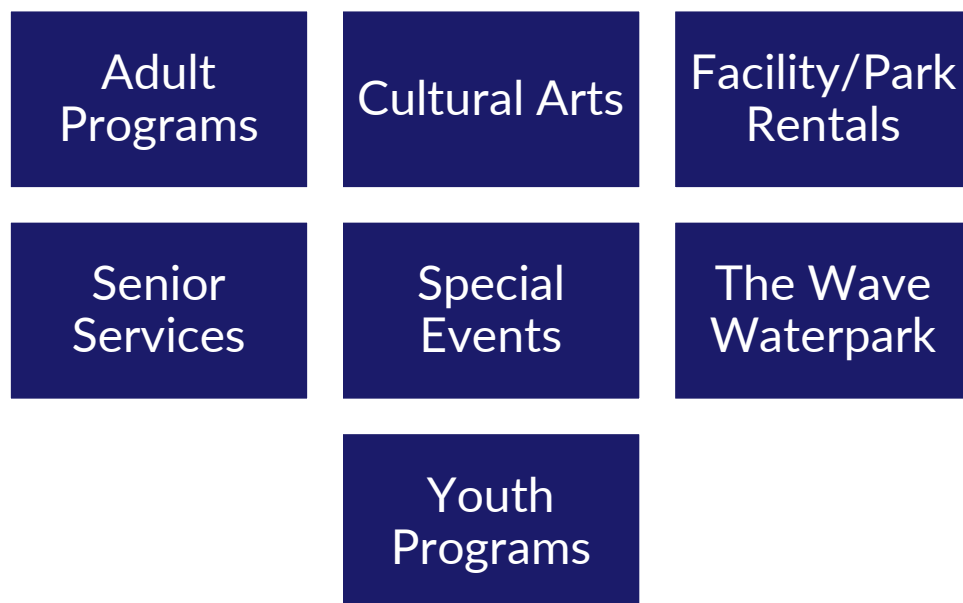 Adult
Programs
Cultural Arts
Facility/Park
Rentals
Senior
Services
Special
Events
The Wave
Waterpark
Youth
Programs